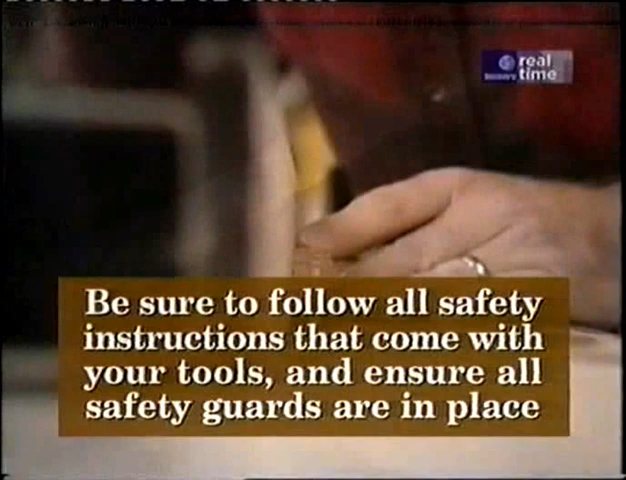 real
time
Be sure to follow all safety
instructions that come with
your tools, and ensure all
safety guards are in place